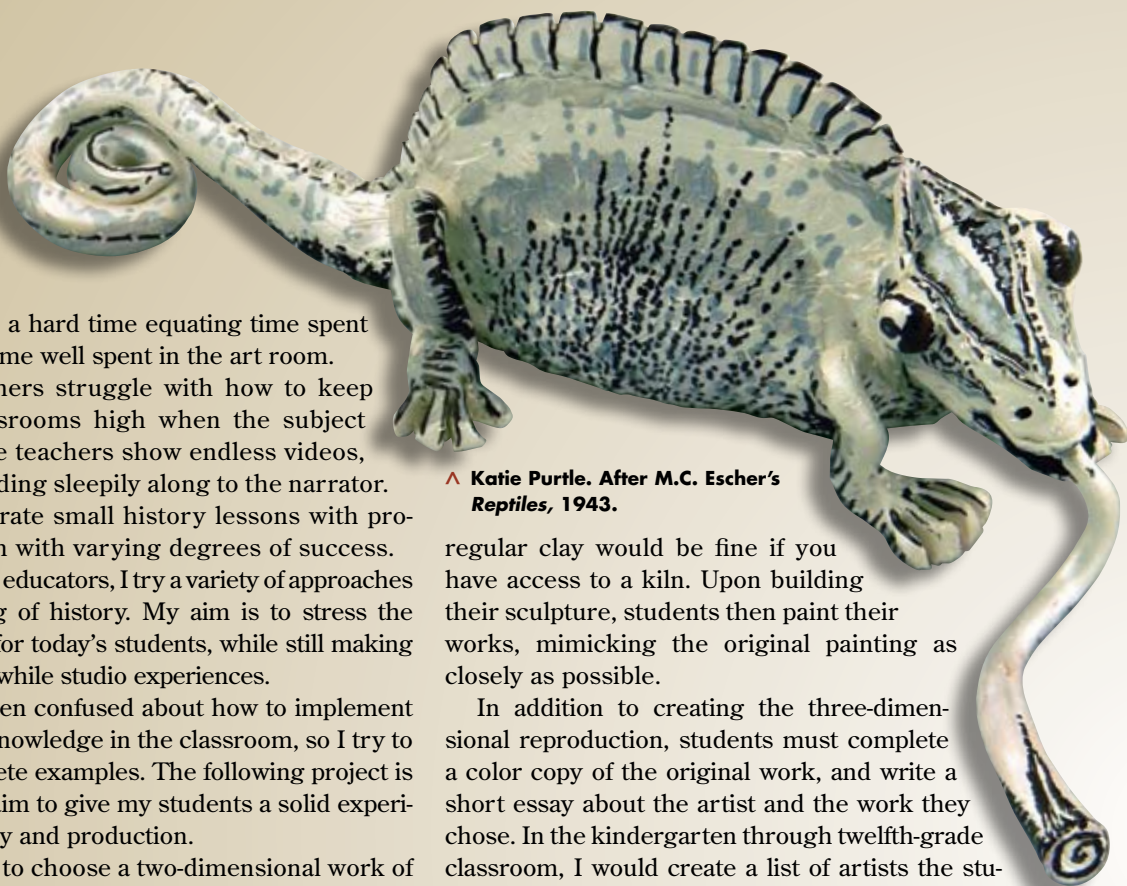 a hard time equating time spent
me well spent in the art room.
hers struggle with how to keep
ssrooms high when the subject
e teachers show endless videos,
ding sleepily along to the narrator.
rate small history lessons with pro-
n with varying degrees of success.
educators, I try a variety of approaches
g of history. My aim is to stress the
for today's students, while still making
while studio experiences.
en confused about how to implement
nowledge in the classroom, so I try to
ete examples. The following project is
aim to give my students a solid experi-
y and production.
to choose a two-dimensional work of
^ Katie Purtle. After M.C. Escher's
Reptiles, 1943.
regular clay would be fine if you
have access to a kiln. Upon building
their sculpture, students then paint their
works, mimicking the original painting as
closely as possible.
In addition to creating the three-dimen-
sional reproduction, students must complete
a color copy of the original work, and write a
short essay about the artist and the work they
chose. In the kindergarten through twelfth-grade
classroom, I would create a list of artists the stu-